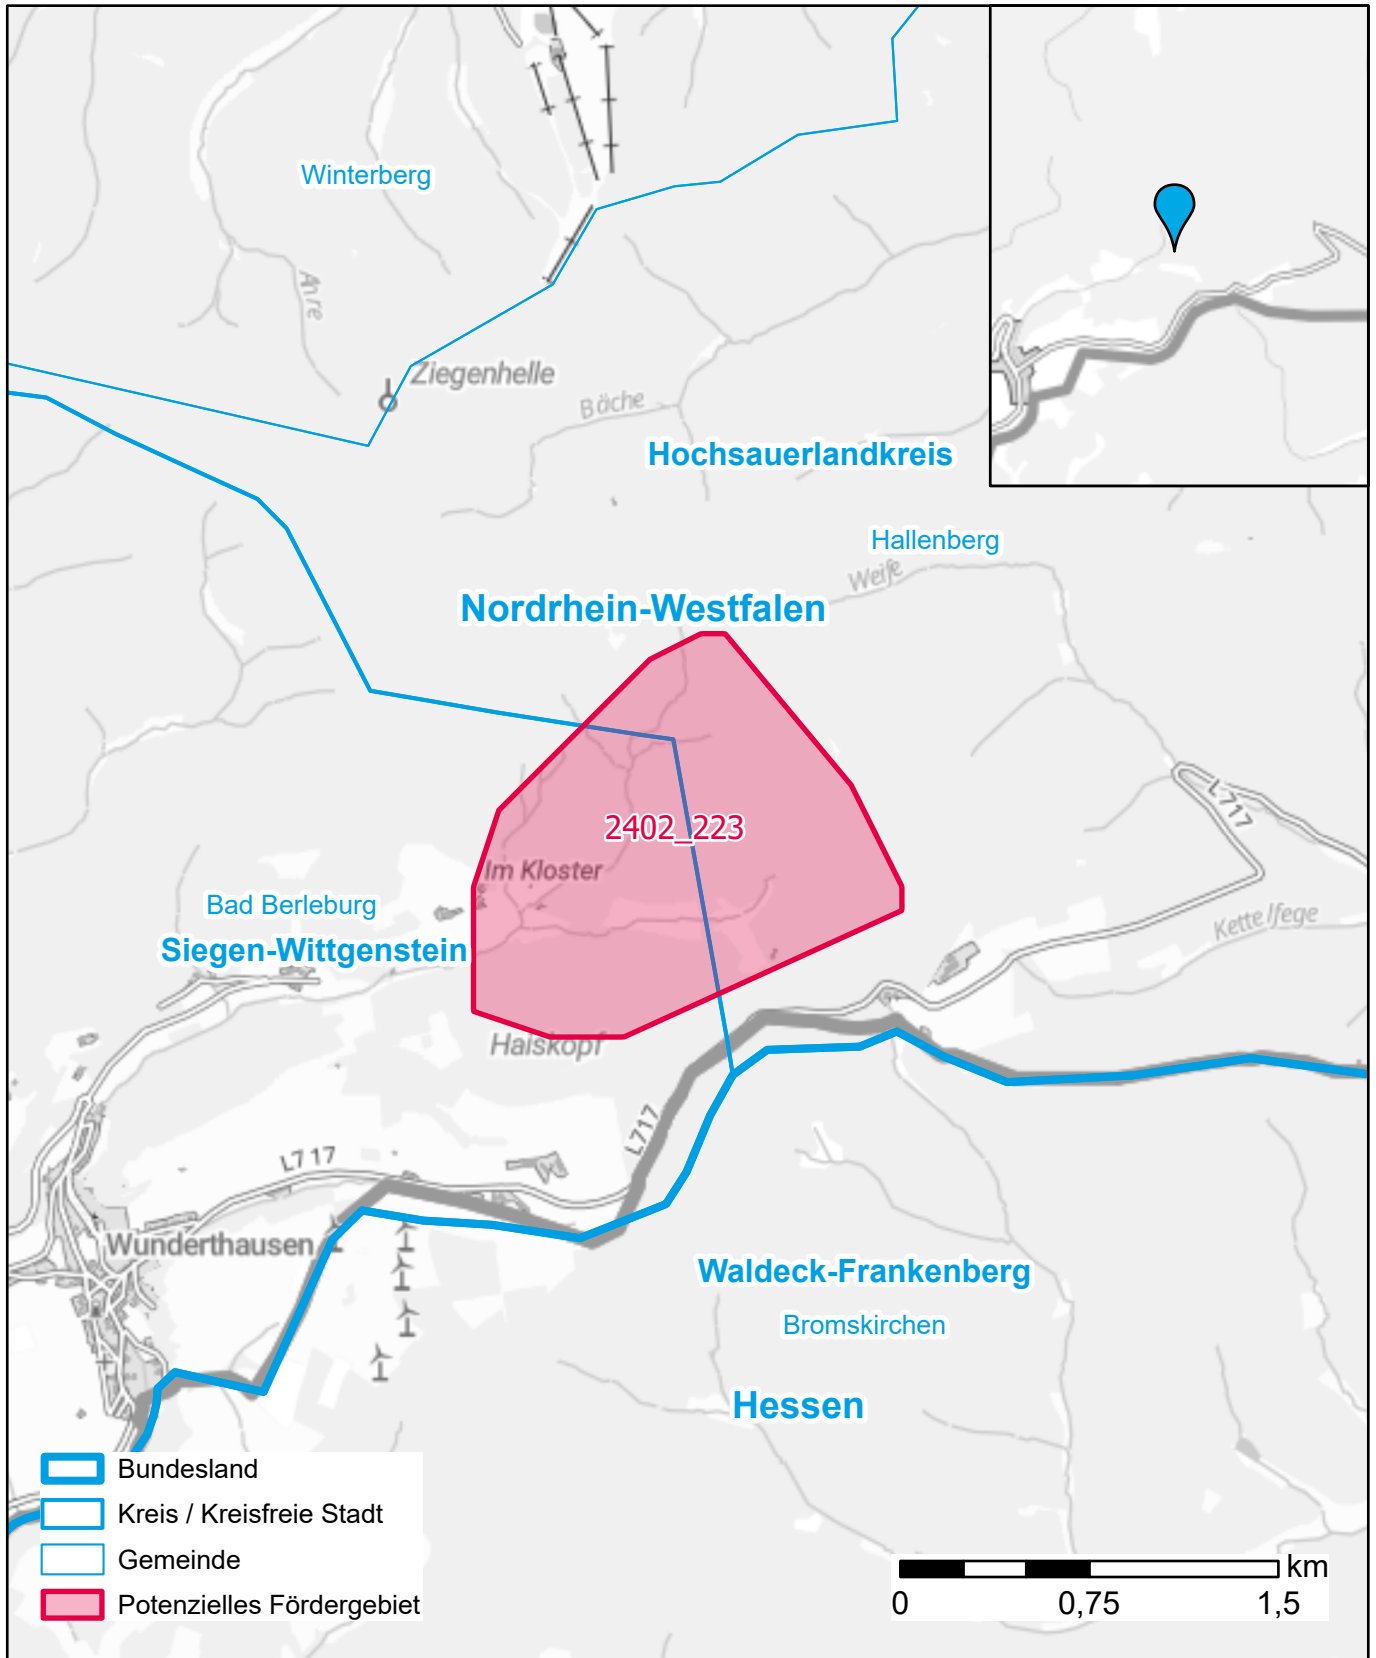 Winterberg
Ahre
Ziegenhelle
Bäche
Hochsauerlandkreis
Hallenberg
Weife
Nordrhein-Westfalen
L717
2402_223
Im Kloster
Bad Berleburg
Kettelfege
Siegen-Wittgenstein
Haiskopf
L717
L717
Wunderthausen
Waldeck-Frankenberg
Bromskirchen
Hessen
Bundesland
Kreis / Kreisfreie Stadt
Gemeinde
Potenzielles Fördergebiet
km
0 0,75 1,5